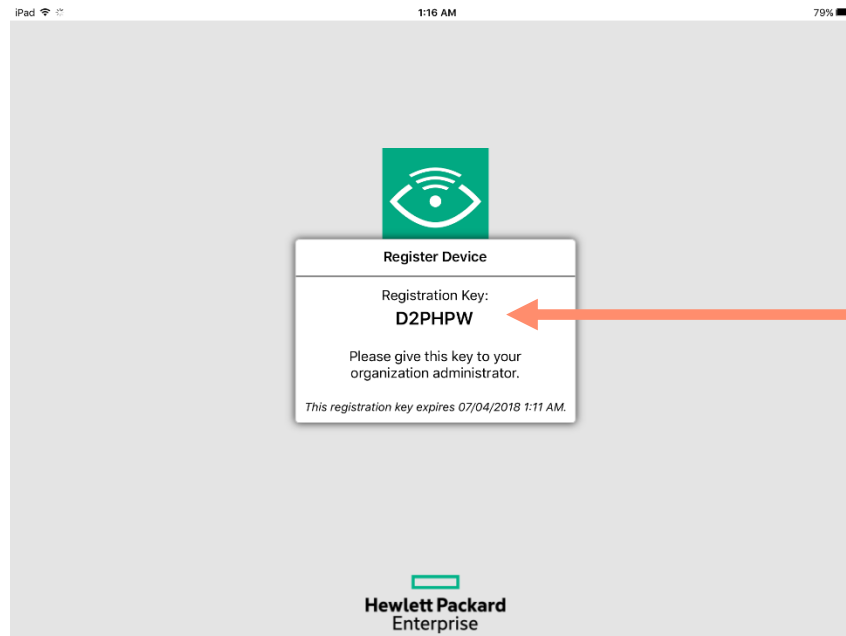 iPad 1:16 AM 79%
Register Device
Registration Key:
D2PHPW
Please give this key to your
organization administrator.
This registration key expires 07/04/2018 1:11 AM.
Hewlett Packard
Enterprise